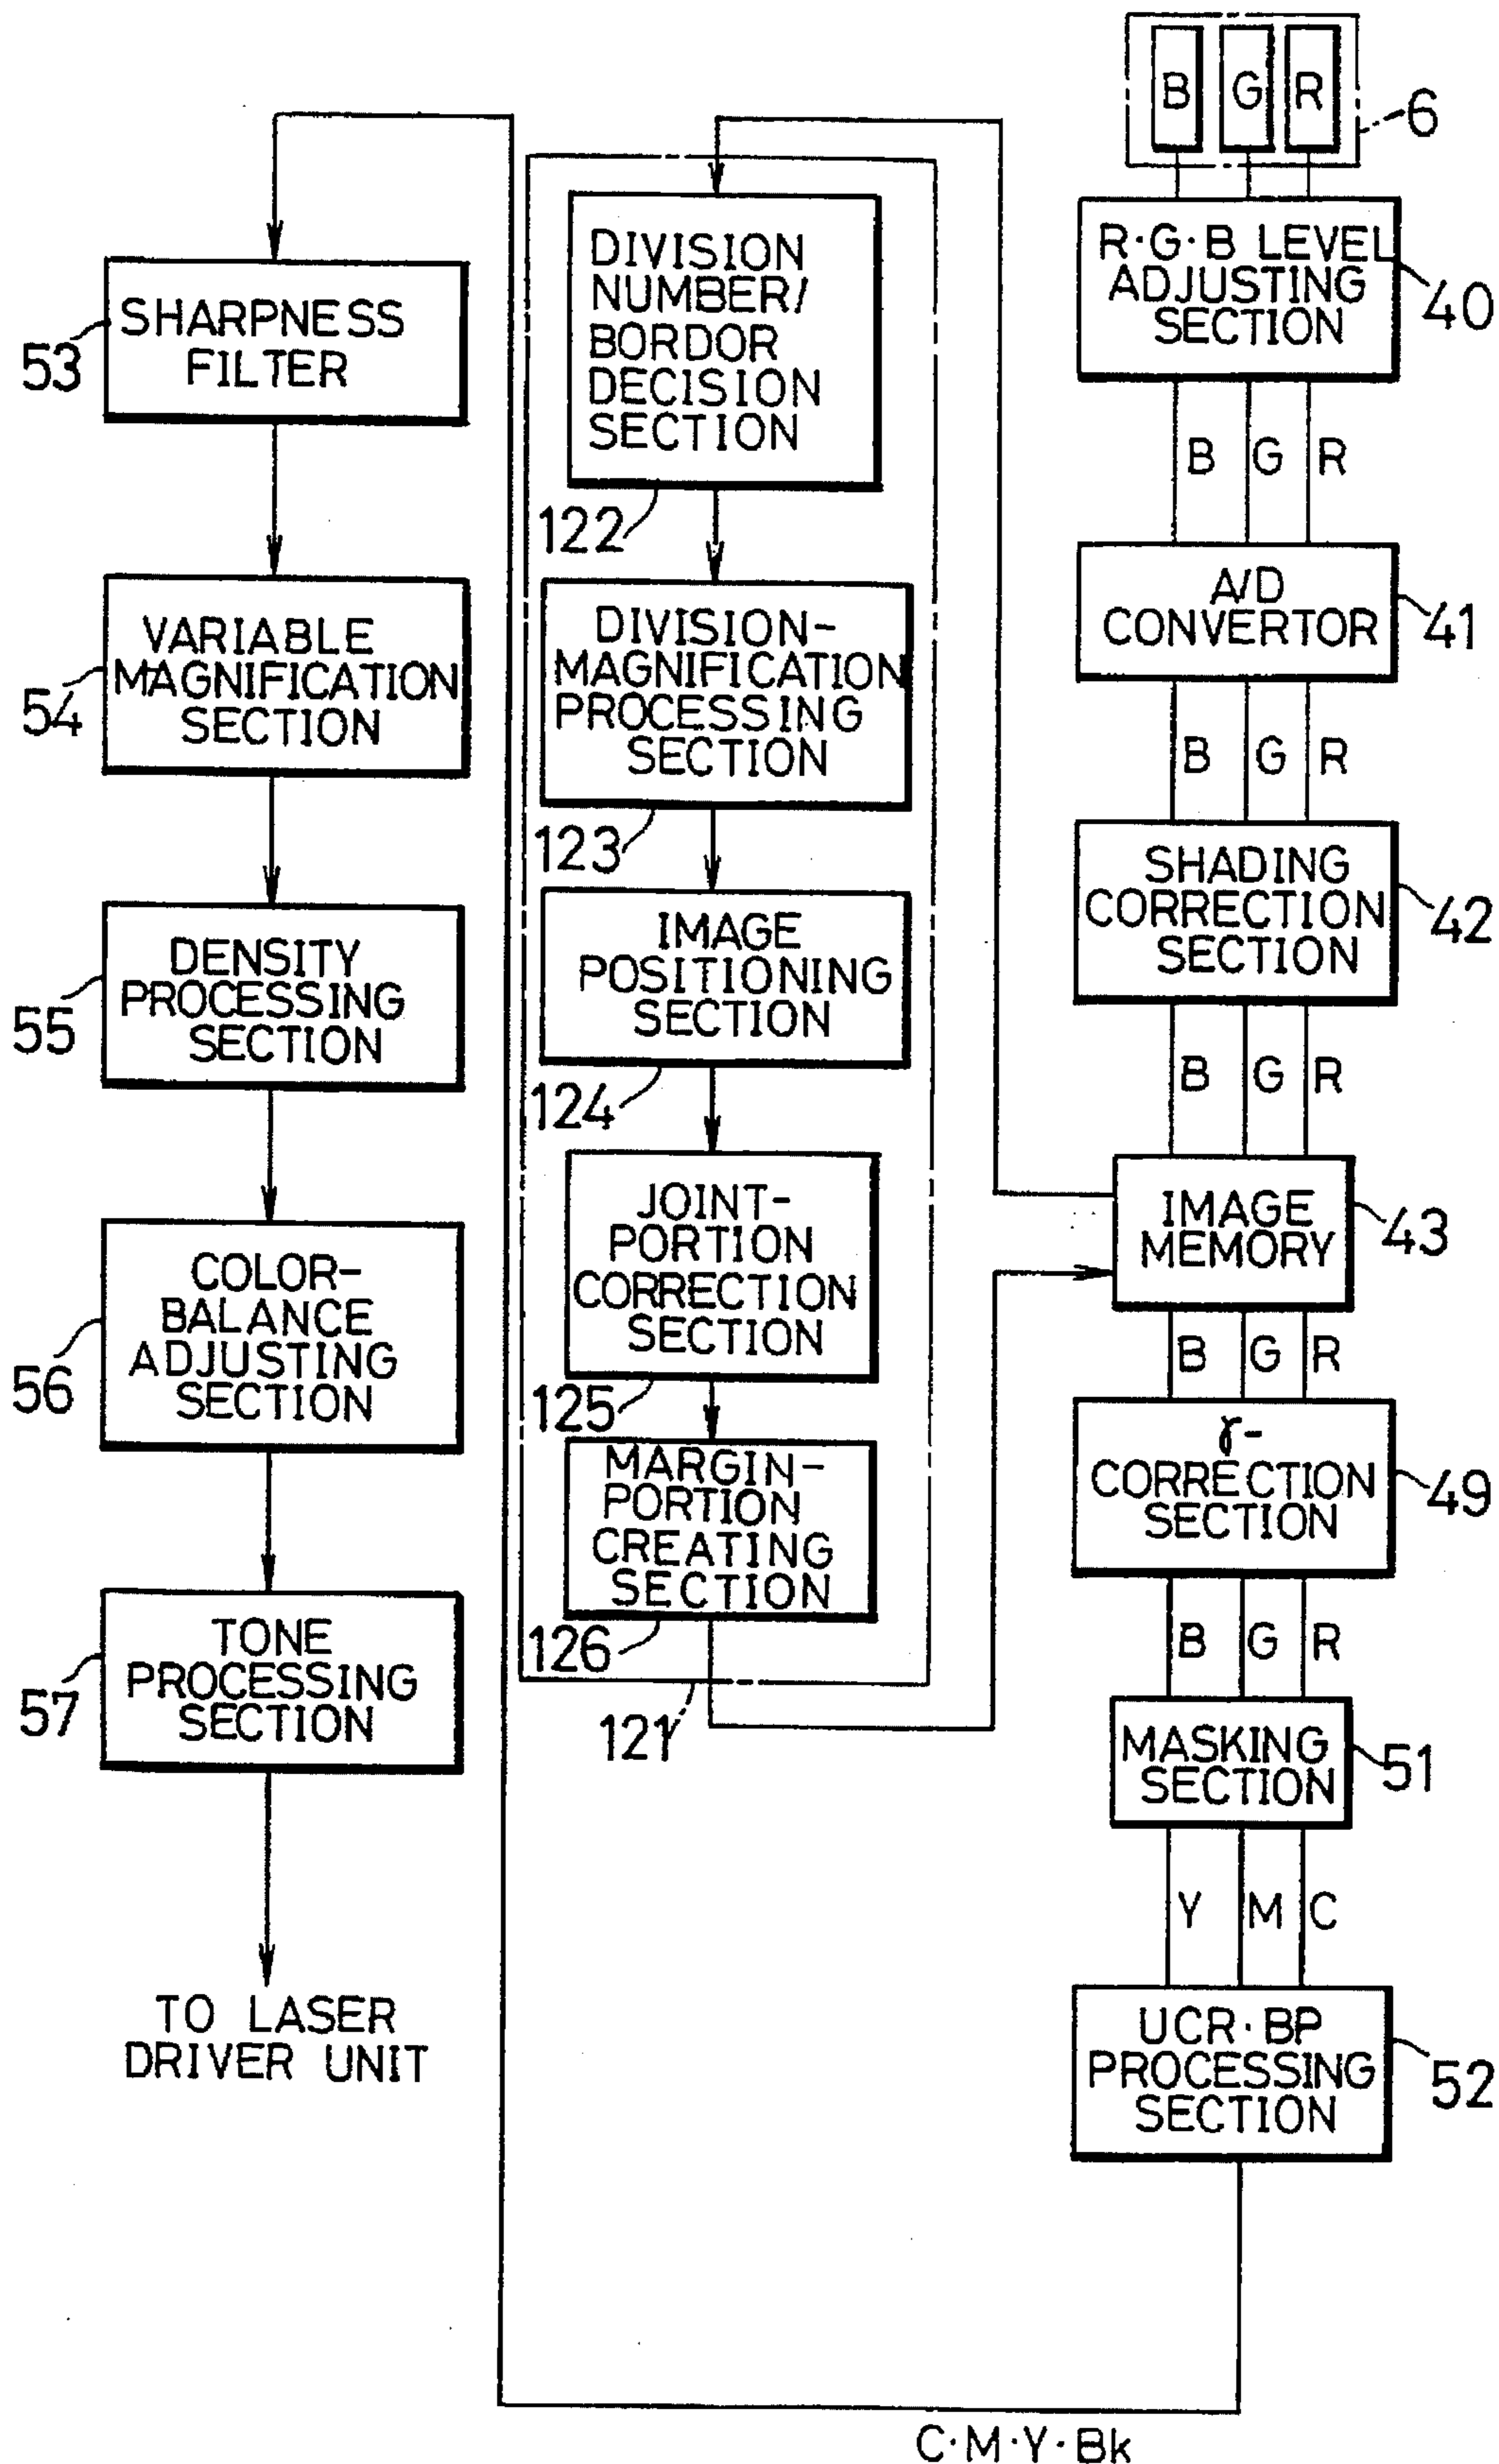 B G R
6
R·G·B LEVEL
ADJUSTING
SECTION
40
B G R
A/D
CONVERTOR
41
B G R
SHADING
CORRECTION
SECTION
42
B G R
IMAGE
MEMORY
43
B G R
γ-
CORRECTION
SECTION
49
B G R
MASKING
SECTION
51
Y M C
UCR·BP
PROCESSING
SECTION
52
C·M·Y·Bk
DIVISION
NUMBER/
BORDOR
DECISION
SECTION
122
DIVISION-
MAGNIFICATION
PROCESSING
SECTION
123
IMAGE
POSITIONING
SECTION
124
JOINT-
PORTION
CORRECTION
SECTION
125
MARGIN-
PORTION
CREATING
SECTION
126
121
SHARPNESS
FILTER
53
VARIABLE
MAGNIFICATION
SECTION
54
DENSITY
PROCESSING
SECTION
55
COLOR-
BALANCE
ADJUSTING
SECTION
56
TONE
PROCESSING
SECTION
57
TO LASER
DRIVER UNIT